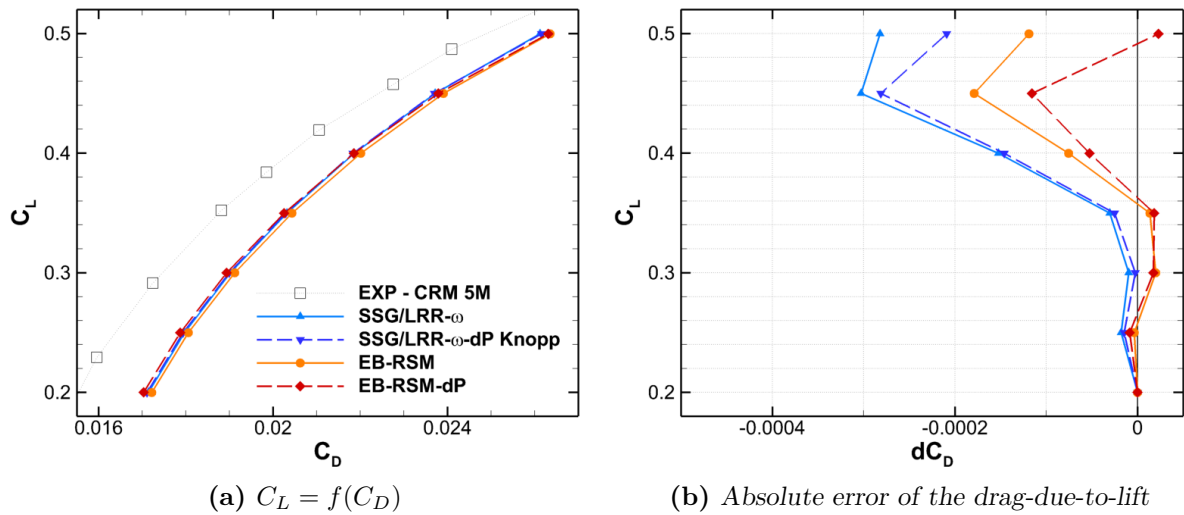 0.5
0.4
0.3
0.2
C_L
0.016
0.02
0.024
C_D
EXP - CRM 5M
SSG/LRR-ω
SSG/LRR-ω-dP Knopp
EB-RSM
EB-RSM-dP
(a) C_L = f(C_D)
0.5
0.4
0.3
0.2
C_L
-0.0004
-0.0002
0
dC_D
(b) Absolute error of the drag-due-to-lift